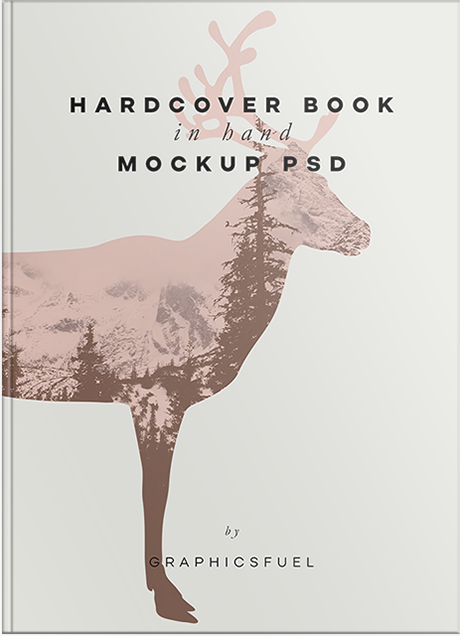 HARDCOVER BOOK
in hand
MOCKUP PSD
by
GRAPHICSFUEL